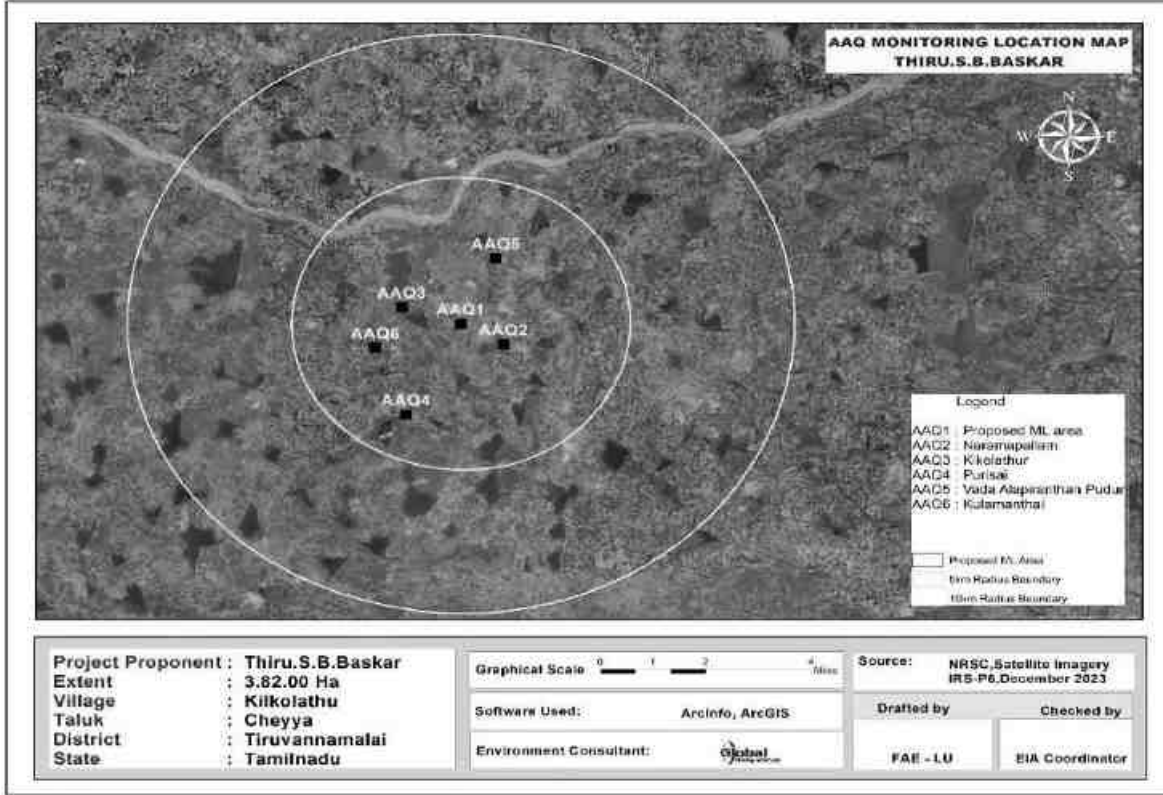 AAQ MONITORING LOCATION MAP
THIRU.S.B.BASKAR
N
W E
S
AAQ5
AAQ3
AAQ1
AAQ2
AAQ6
AAQ4
Legend
AAQ1 : Proposed ML area
AAQ2 : Naramapallam
AAQ3 : Kikolathur
AAQ4 : Purisai
AAQ5 : Vada Alapiranthan Pudur
AAQ6 : Kulamanthai
Proposed ML Area
5km Radius Boundary
10km Radius Boundary
Project Proponent : Thiru.S.B.Baskar
Extent : 3.82.00 Ha
Village : Kilkolathu
Taluk : Cheyya
District : Tiruvannamalai
State : Tamilnadu
Graphical Scale 0 1 2 4 Miles
Software Used: ArcInfo, ArcGIS
Environment Consultant: Global
Source: NRSC,Satellite Imagery
IRS-P6,December 2023
Drafted by Checked by
FAE - LU EIA Coordinator